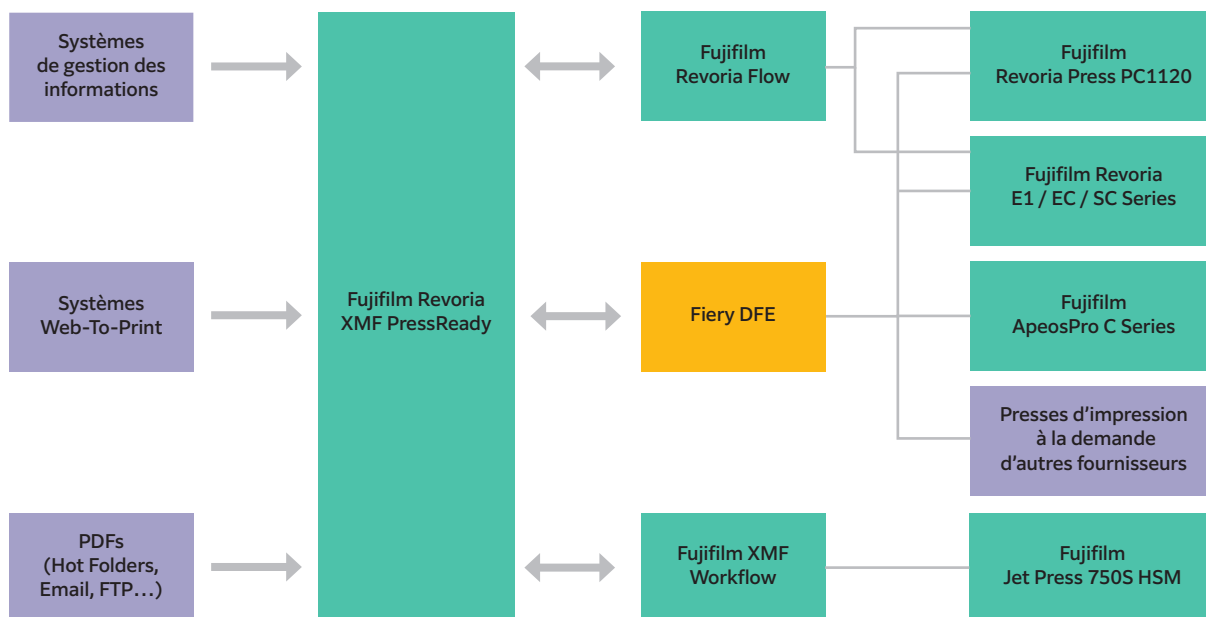 Systèmes
de gestion des
informations
Systèmes
Web-To-Print
PDFs
(Hot Folders,
Email, FTP…)
Fujifilm Revoria
XMF PressReady
Fujifilm
Revoria Flow
Fiery DFE
Fujifilm XMF
Workflow
Fujifilm
Revoria Press PC1120
Fujifilm Revoria
E1 / EC / SC Series
Fujifilm
ApeosPro C Series
Presses d’impression
à la demande
d’autres fournisseurs
Fujifilm
Jet Press 750S HSM